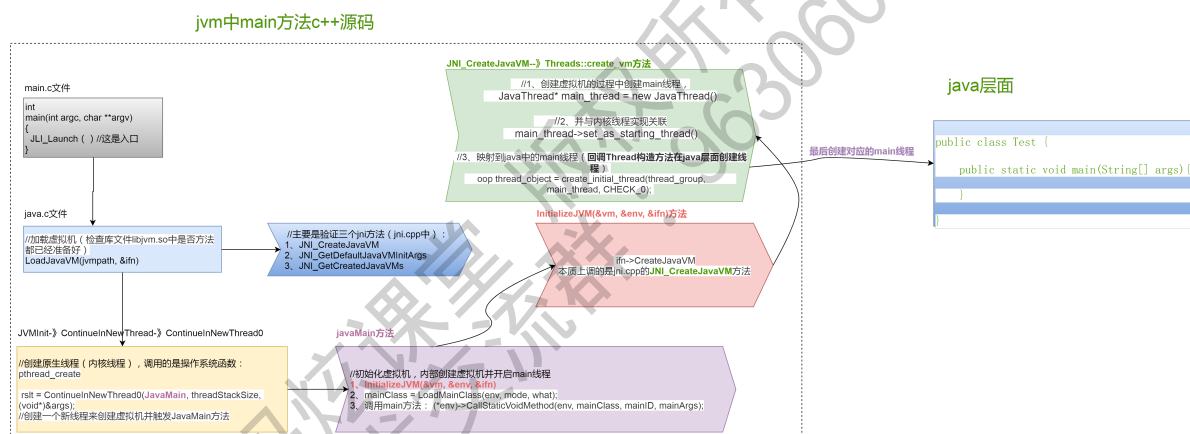 jvm中main方法c++源码
main.c文件
int
main(int argc, char **argv)
{
JLI_Launch（ ）//这是入口
}
java.c文件
//加载虚拟机（检查库文件libjvm.so中是否方法
都已经准备好）
LoadJavaVM(jvmpath, &ifn)
//主要是验证三个jni方法（jni.cpp中）：
1、JNI_CreateJavaVM
2、JNI_GetDefaultJavaVMInitArgs
3、JNI_GetCreatedJavaVMs
JVMInit-》ContinueInNewThread-》ContinueInNewThread0
//创建原生线程（内核线程），调用的是操作系统函数：
pthread_create
rslt = ContinueInNewThread0(JavaMain, threadStackSize,
(void*)&args);
//创建一个新线程来创建虚拟机并触发JavaMain方法
javaMain方法
//初始化虚拟机，内部创建虚拟机并开启main线程
1、InitializeJVM(&vm, &env, &ifn)
2、mainClass = LoadMainClass(env, mode, what);
3、调用main方法： (*env)->CallStaticVoidMethod(env, mainClass, mainID, mainArgs);
InitializeJVM(&vm, &env, &ifn)方法
ifn->CreateJavaVM
本质上调的是jni.cpp的JNI_CreateJavaVM方法
JNI_CreateJavaVM--》Threads::create_vm方法
//1、创建虚拟机的过程中创建main线程，
JavaThread* main_thread = new JavaThread()
//2、并与内核线程实现关联
main_thread->set_as_starting_thread()
//3、映射到java中的main线程（回调Thread构造方法在java层面创建线
程）
oop thread_object = create_initial_thread(thread_group,
main_thread, CHECK_0);
最后创建对应的main线程
java层面
public class Test {
public static void main(String[] args){
}
}
炫课堂 版权所有
交流群：963060